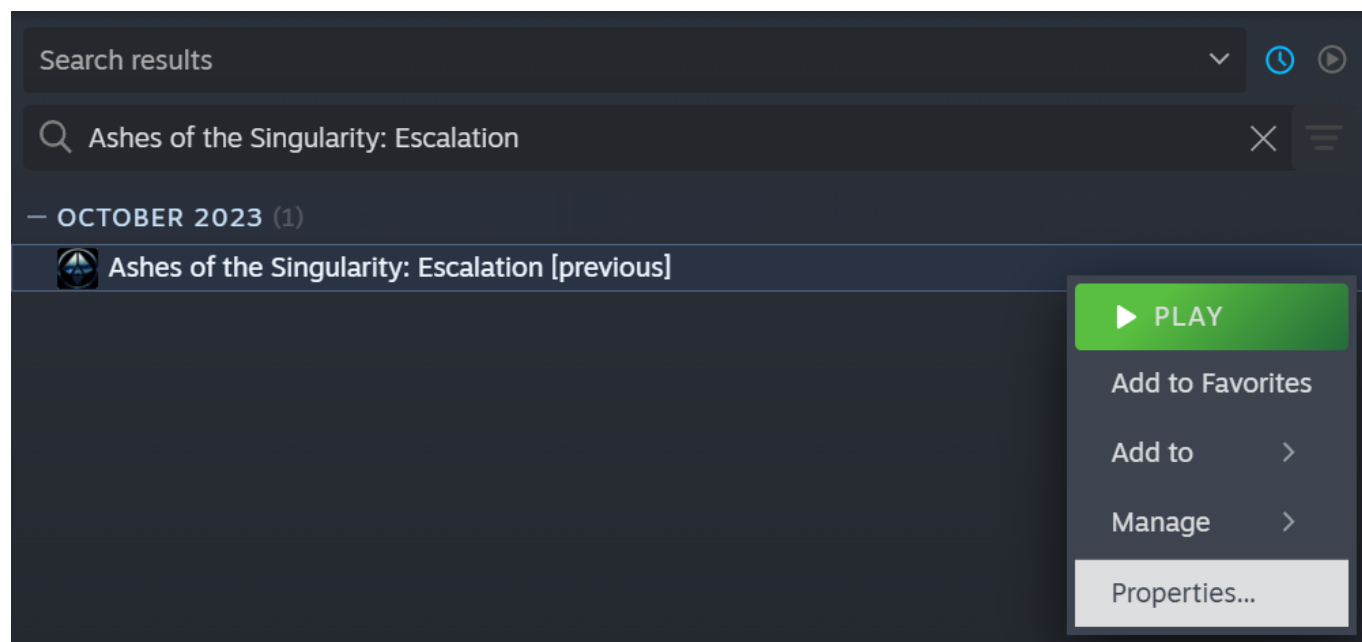 Search results
Ashes of the Singularity: Escalation
OCTOBER 2023 (1)
Ashes of the Singularity: Escalation [previous]
PLAY
Add to Favorites
Add to
Manage
Properties...